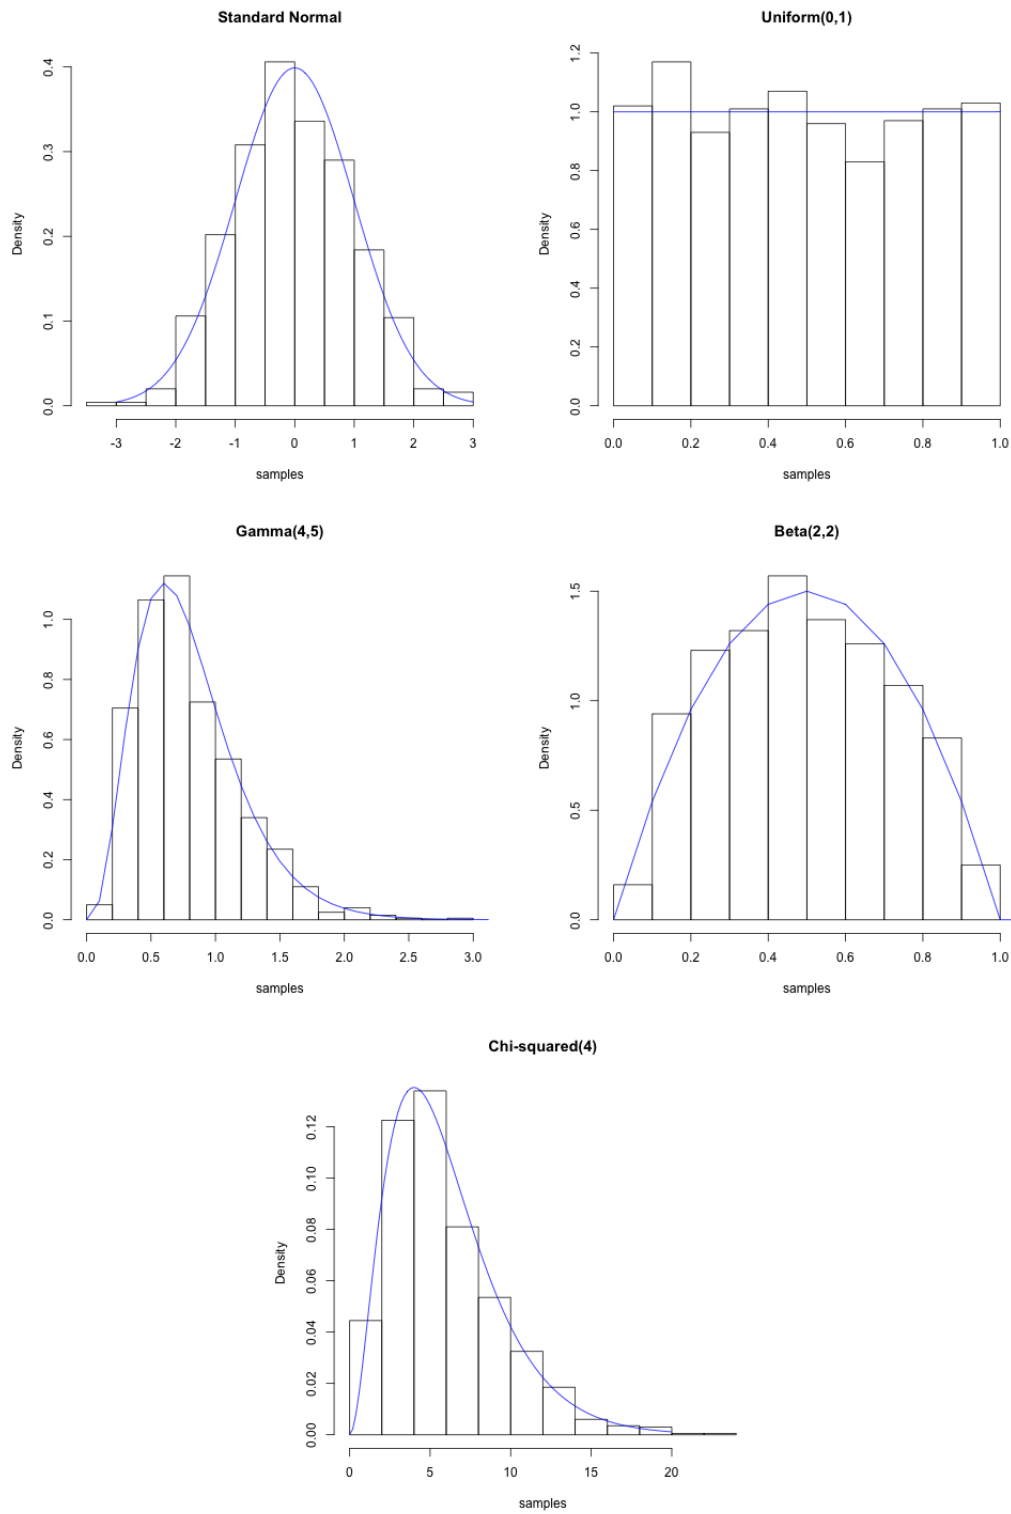 Standard Normal
Density
0.0 0.1 0.2 0.3 0.4
-3 -2 -1 0 1 2 3
samples
Uniform(0,1)
Density
0.0 0.2 0.4 0.6 0.8 1.0 1.2
0.0 0.2 0.4 0.6 0.8 1.0
samples
Gamma(4,5)
Density
0.0 0.2 0.4 0.6 0.8 1.0
0.0 0.5 1.0 1.5 2.0 2.5 3.0
samples
Beta(2,2)
Density
0.0 0.5 1.0 1.5
0.0 0.2 0.4 0.6 0.8 1.0
samples
Chi-squared(4)
Density
0.00 0.02 0.04 0.06 0.08 0.10 0.12
0 5 10 15 20
samples